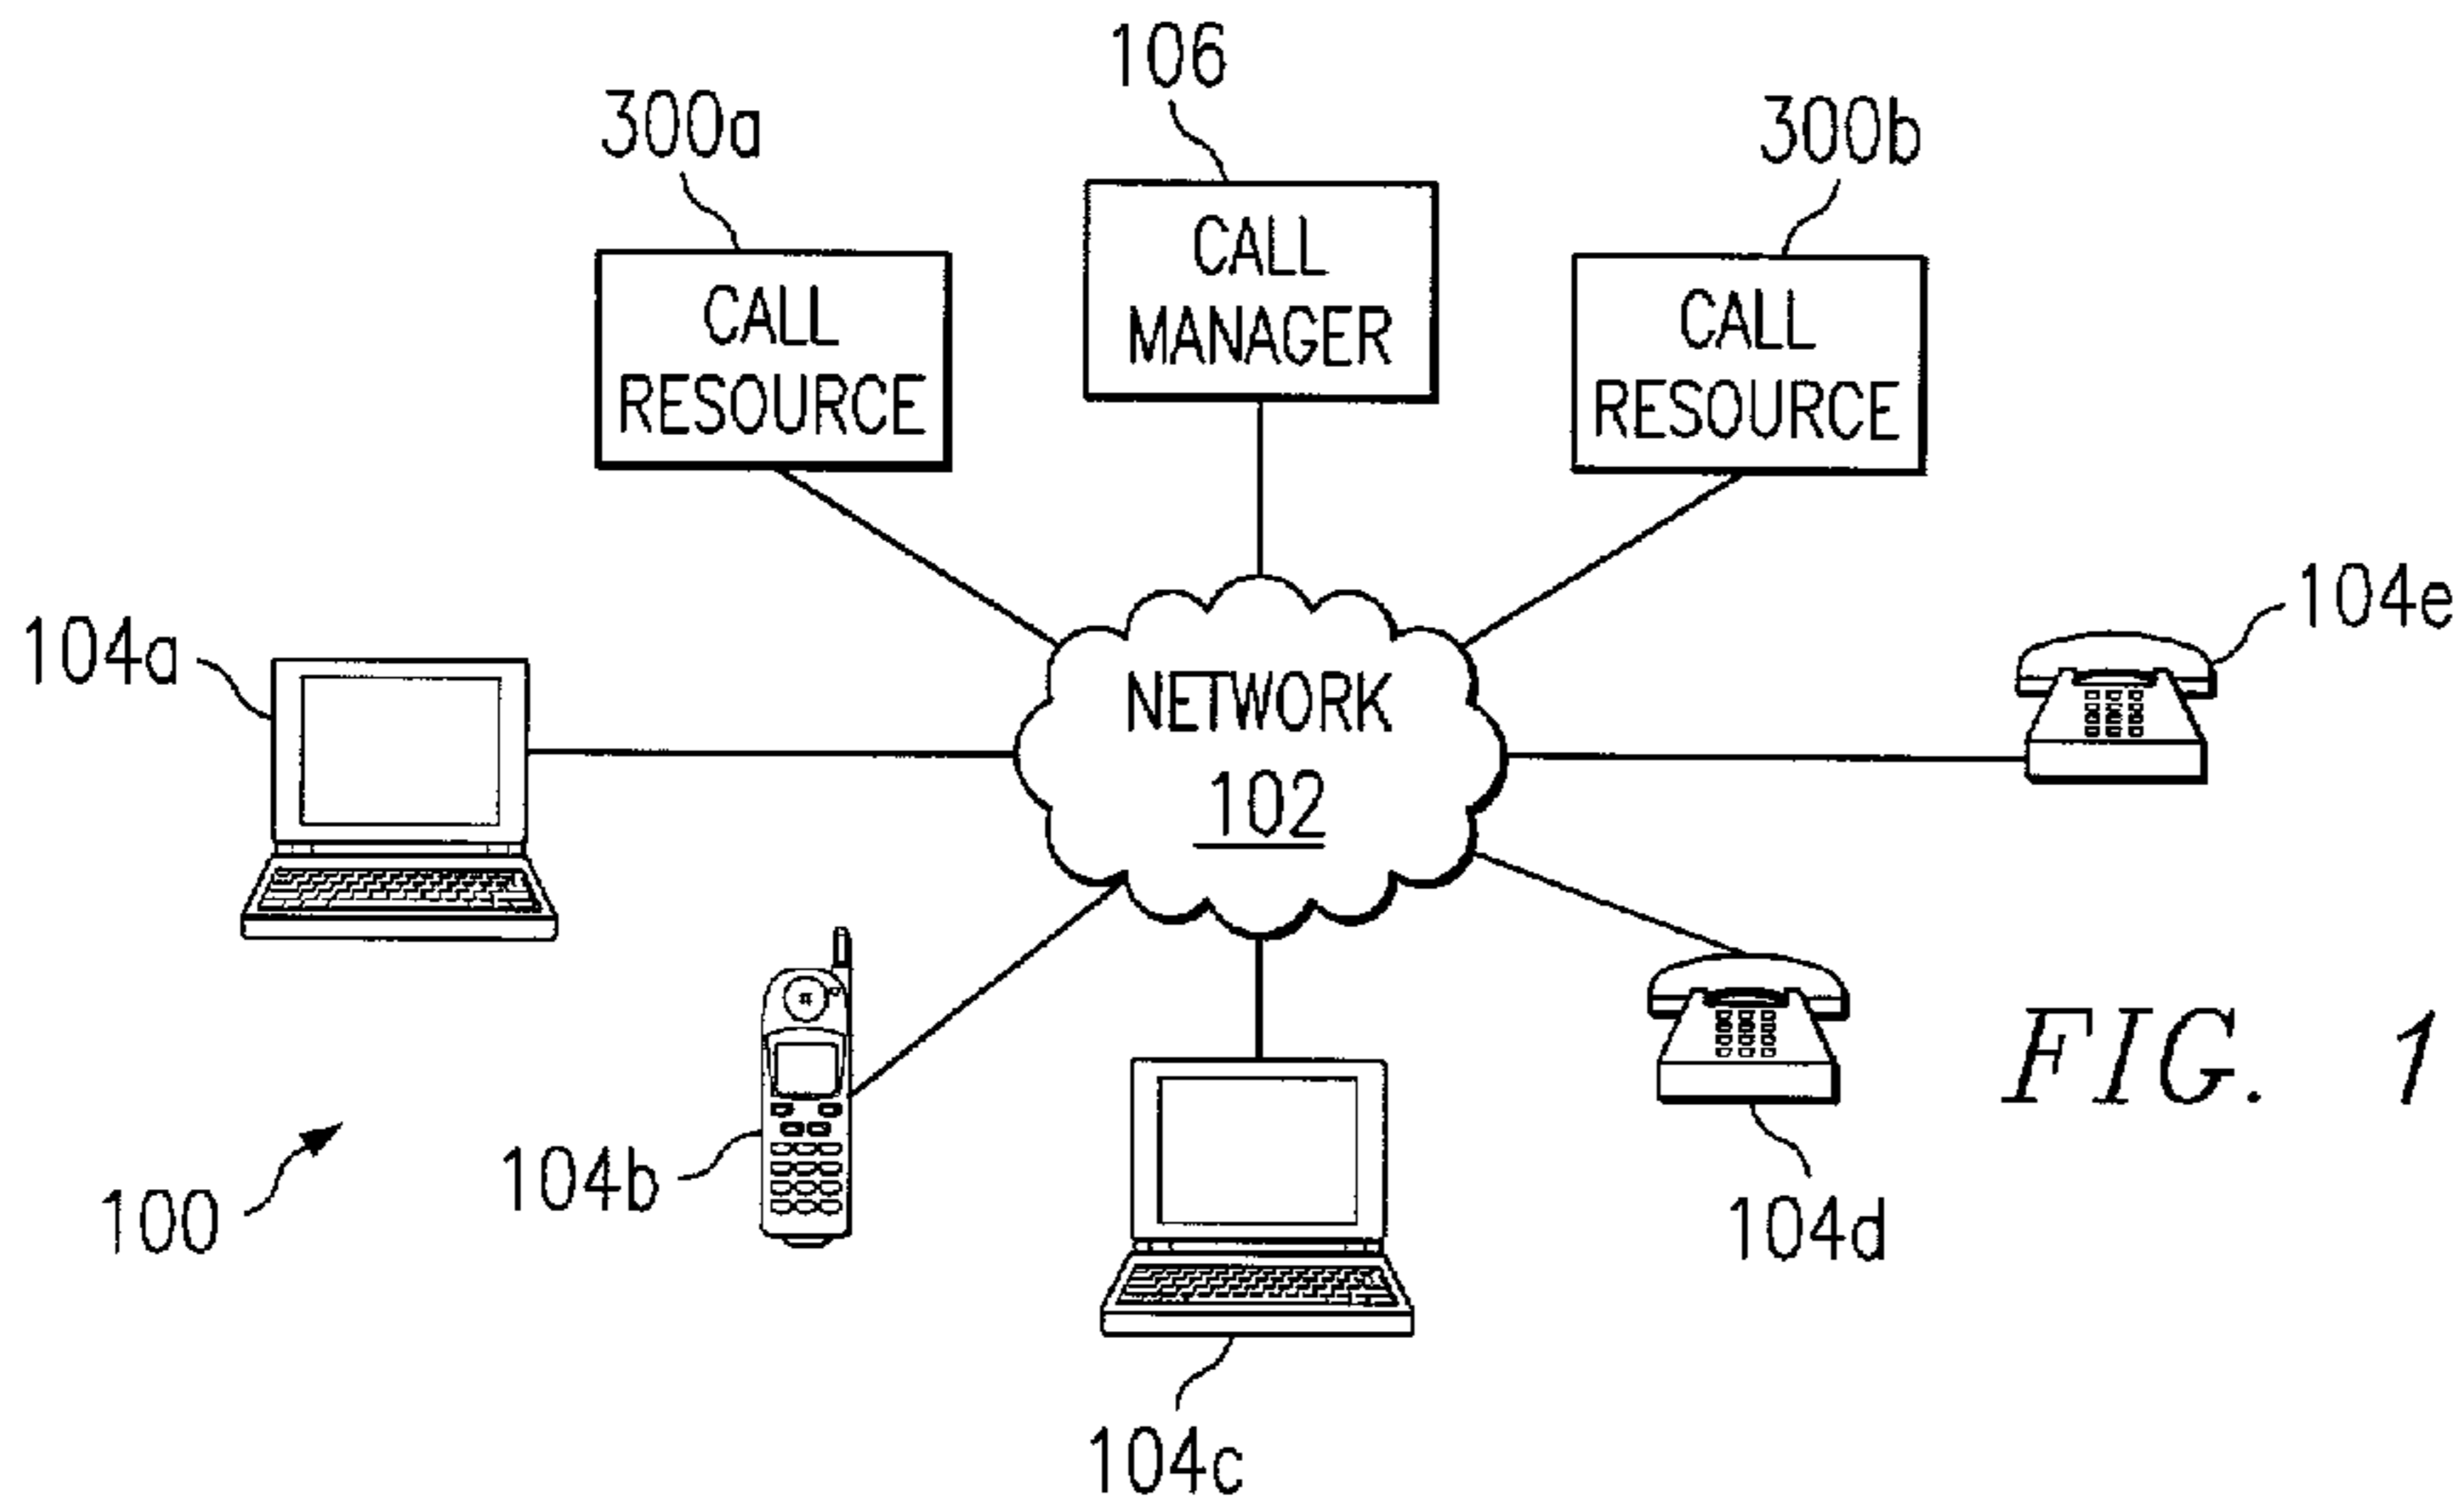 106
300a
300b
CALL
MANAGER
CALL
RESOURCE
CALL
RESOURCE
104a
104e
NETWORK
102
FIG. 1
100
104b
104d
104c